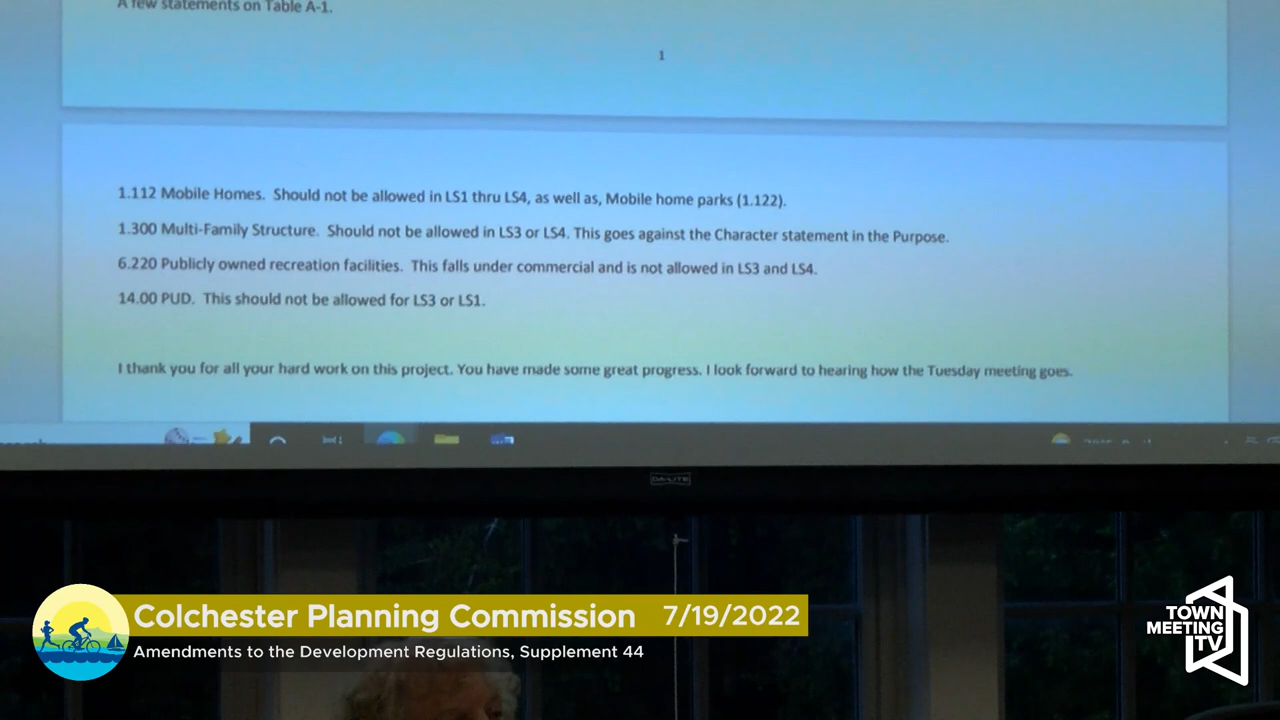 A few statements on Table A-1.
1
1.112 Mobile Homes. Should not be allowed in LS1 thru LS4, as well as, Mobile home parks (1.122).
1.300 Multi-Family Structure. Should not be allowed in LS3 or LS4. This goes against the Character statement in the Purpose.
6.220 Publicly owned recreation facilities. This falls under commercial and is not allowed in LS3 and LS4.
14.00 PUD. This should not be allowed for LS3 or LS1.
I thank you for all your hard work on this project. You have made some great progress. I look forward to hearing how the Tuesday meeting goes.
DA-LITE
Colchester Planning Commission 7/19/2022
Amendments to the Development Regulations, Supplement 44
TOWN
MEETING
TV